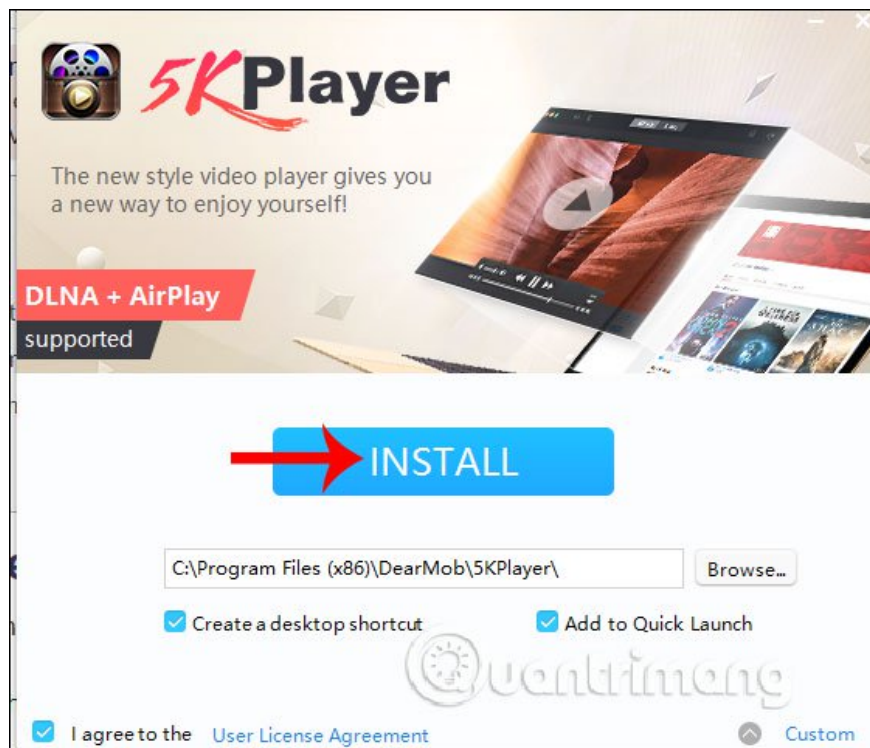 5KPlayer
The new style video player gives you
a new way to enjoy yourself!
DLNA + AirPlay
supported
INSTALL
C:\Program Files (x86)\DearMob\5KPlayer\
Browse...
Create a desktop shortcut
Add to Quick Launch
Quantrimang
I agree to the User License Agreement
Custom